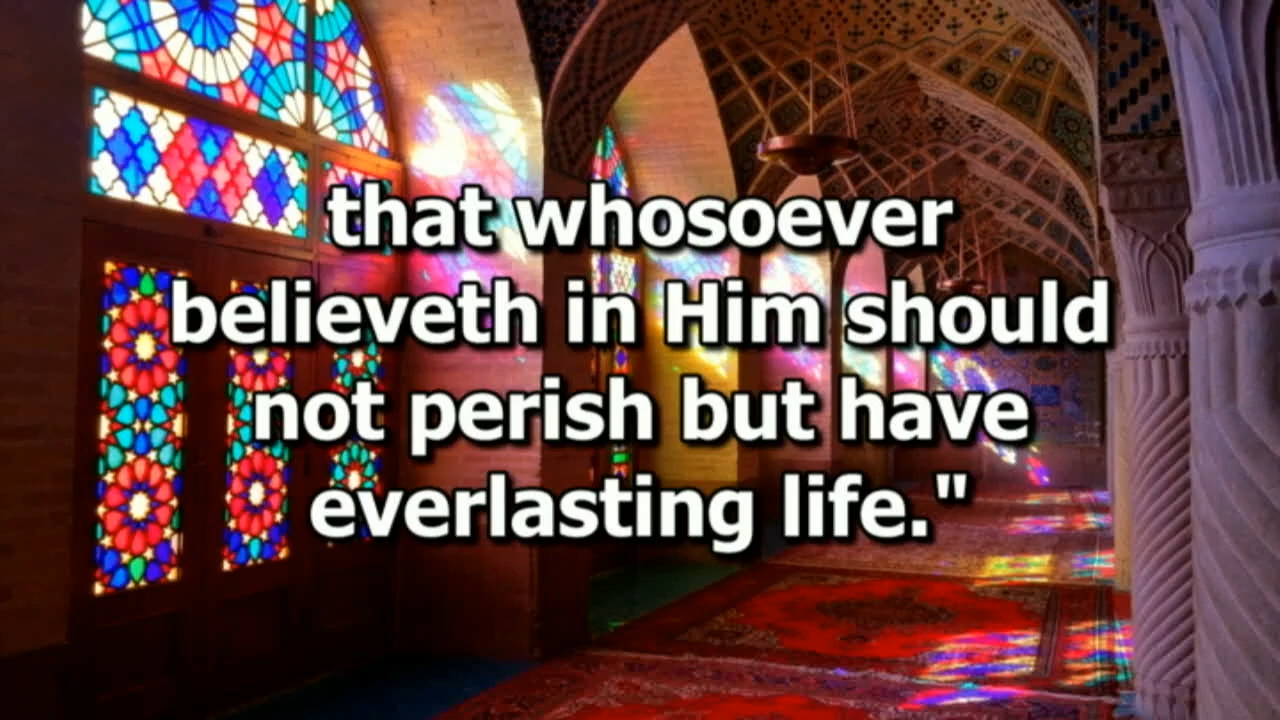 that whosoever
believeth in Him should
not perish but have
everlasting life."